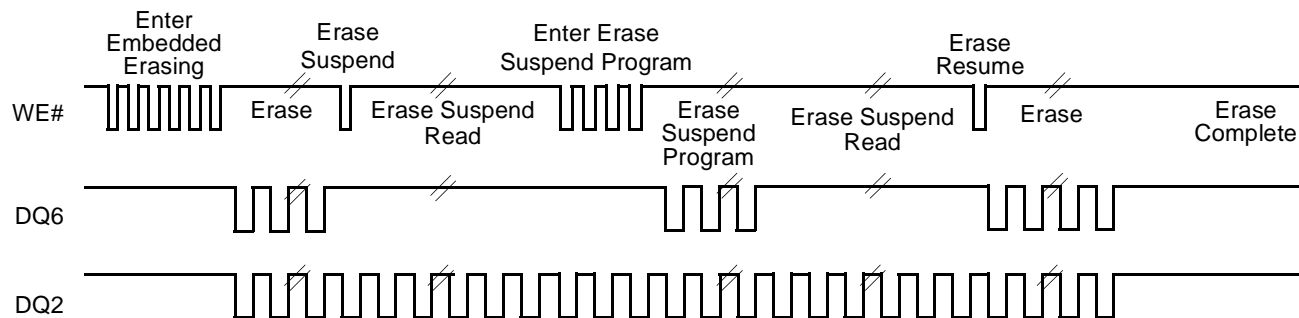 Enter
Embedded
Erasing
Erase
Suspend
Enter Erase
Suspend Program
Erase
Resume
WE#
Erase
Erase Suspend
Read
Erase
Suspend
Program
Erase Suspend
Read
Erase
Erase
Complete
DQ6
DQ2